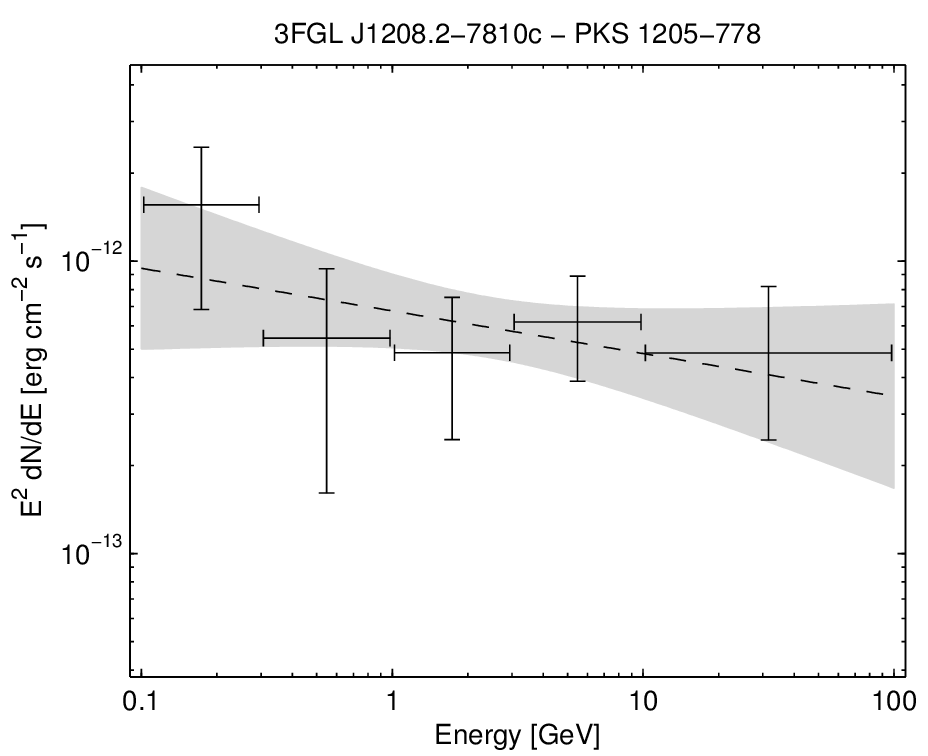 3FGL J1208.2−7810c − PKS 1205−778
E² dN/dE [erg cm⁻² s⁻¹]
10⁻¹²
10⁻¹³
0.1 1 10 100
Energy [GeV]